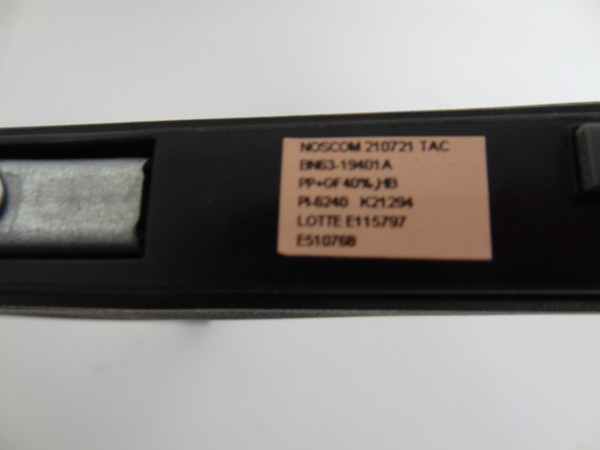 NOSCOM 210721 TAC
BN63-19401A
PP+GF40%,HB
PI-6240 K21294
LOTTE E115797
E510768